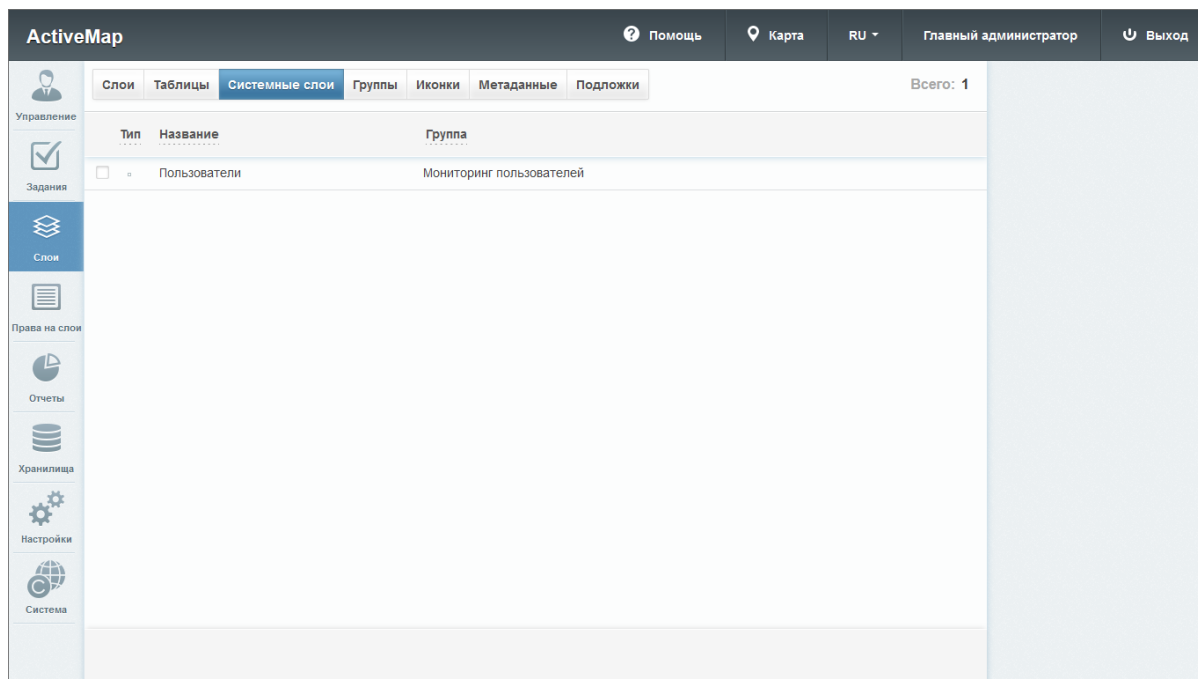 ActiveMap
Помощь
Карта
RU
Главный администратор
Выход
Управление
Задания
Слои
Права на слои
Отчеты
Хранилища
Настройки
Система
Слои Таблицы Системные слои Группы Иконки Метаданные Подложки
Всего: 1
Тип Название Группа
Пользователи Мониторинг пользователей